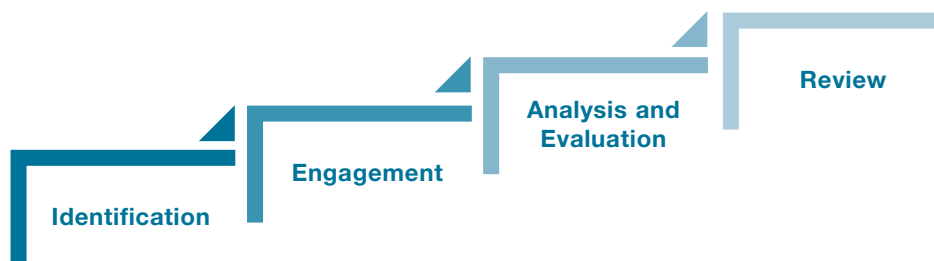 Identification
Engagement
Analysis and
Evaluation
Review